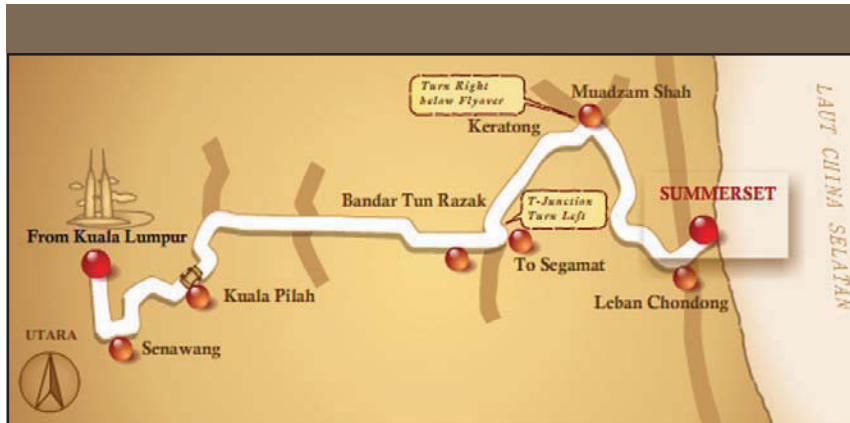 Turn Right
below Flyover
Muadzam Shah
Keratong
LAUT CHINA SELATAN
Bandar Tun Razak
T-Junction
Turn Left
SUMMERSET
From Kuala Lumpur
To Segamat
Kuala Pilah
Leban Chondong
UTARA
Senawang